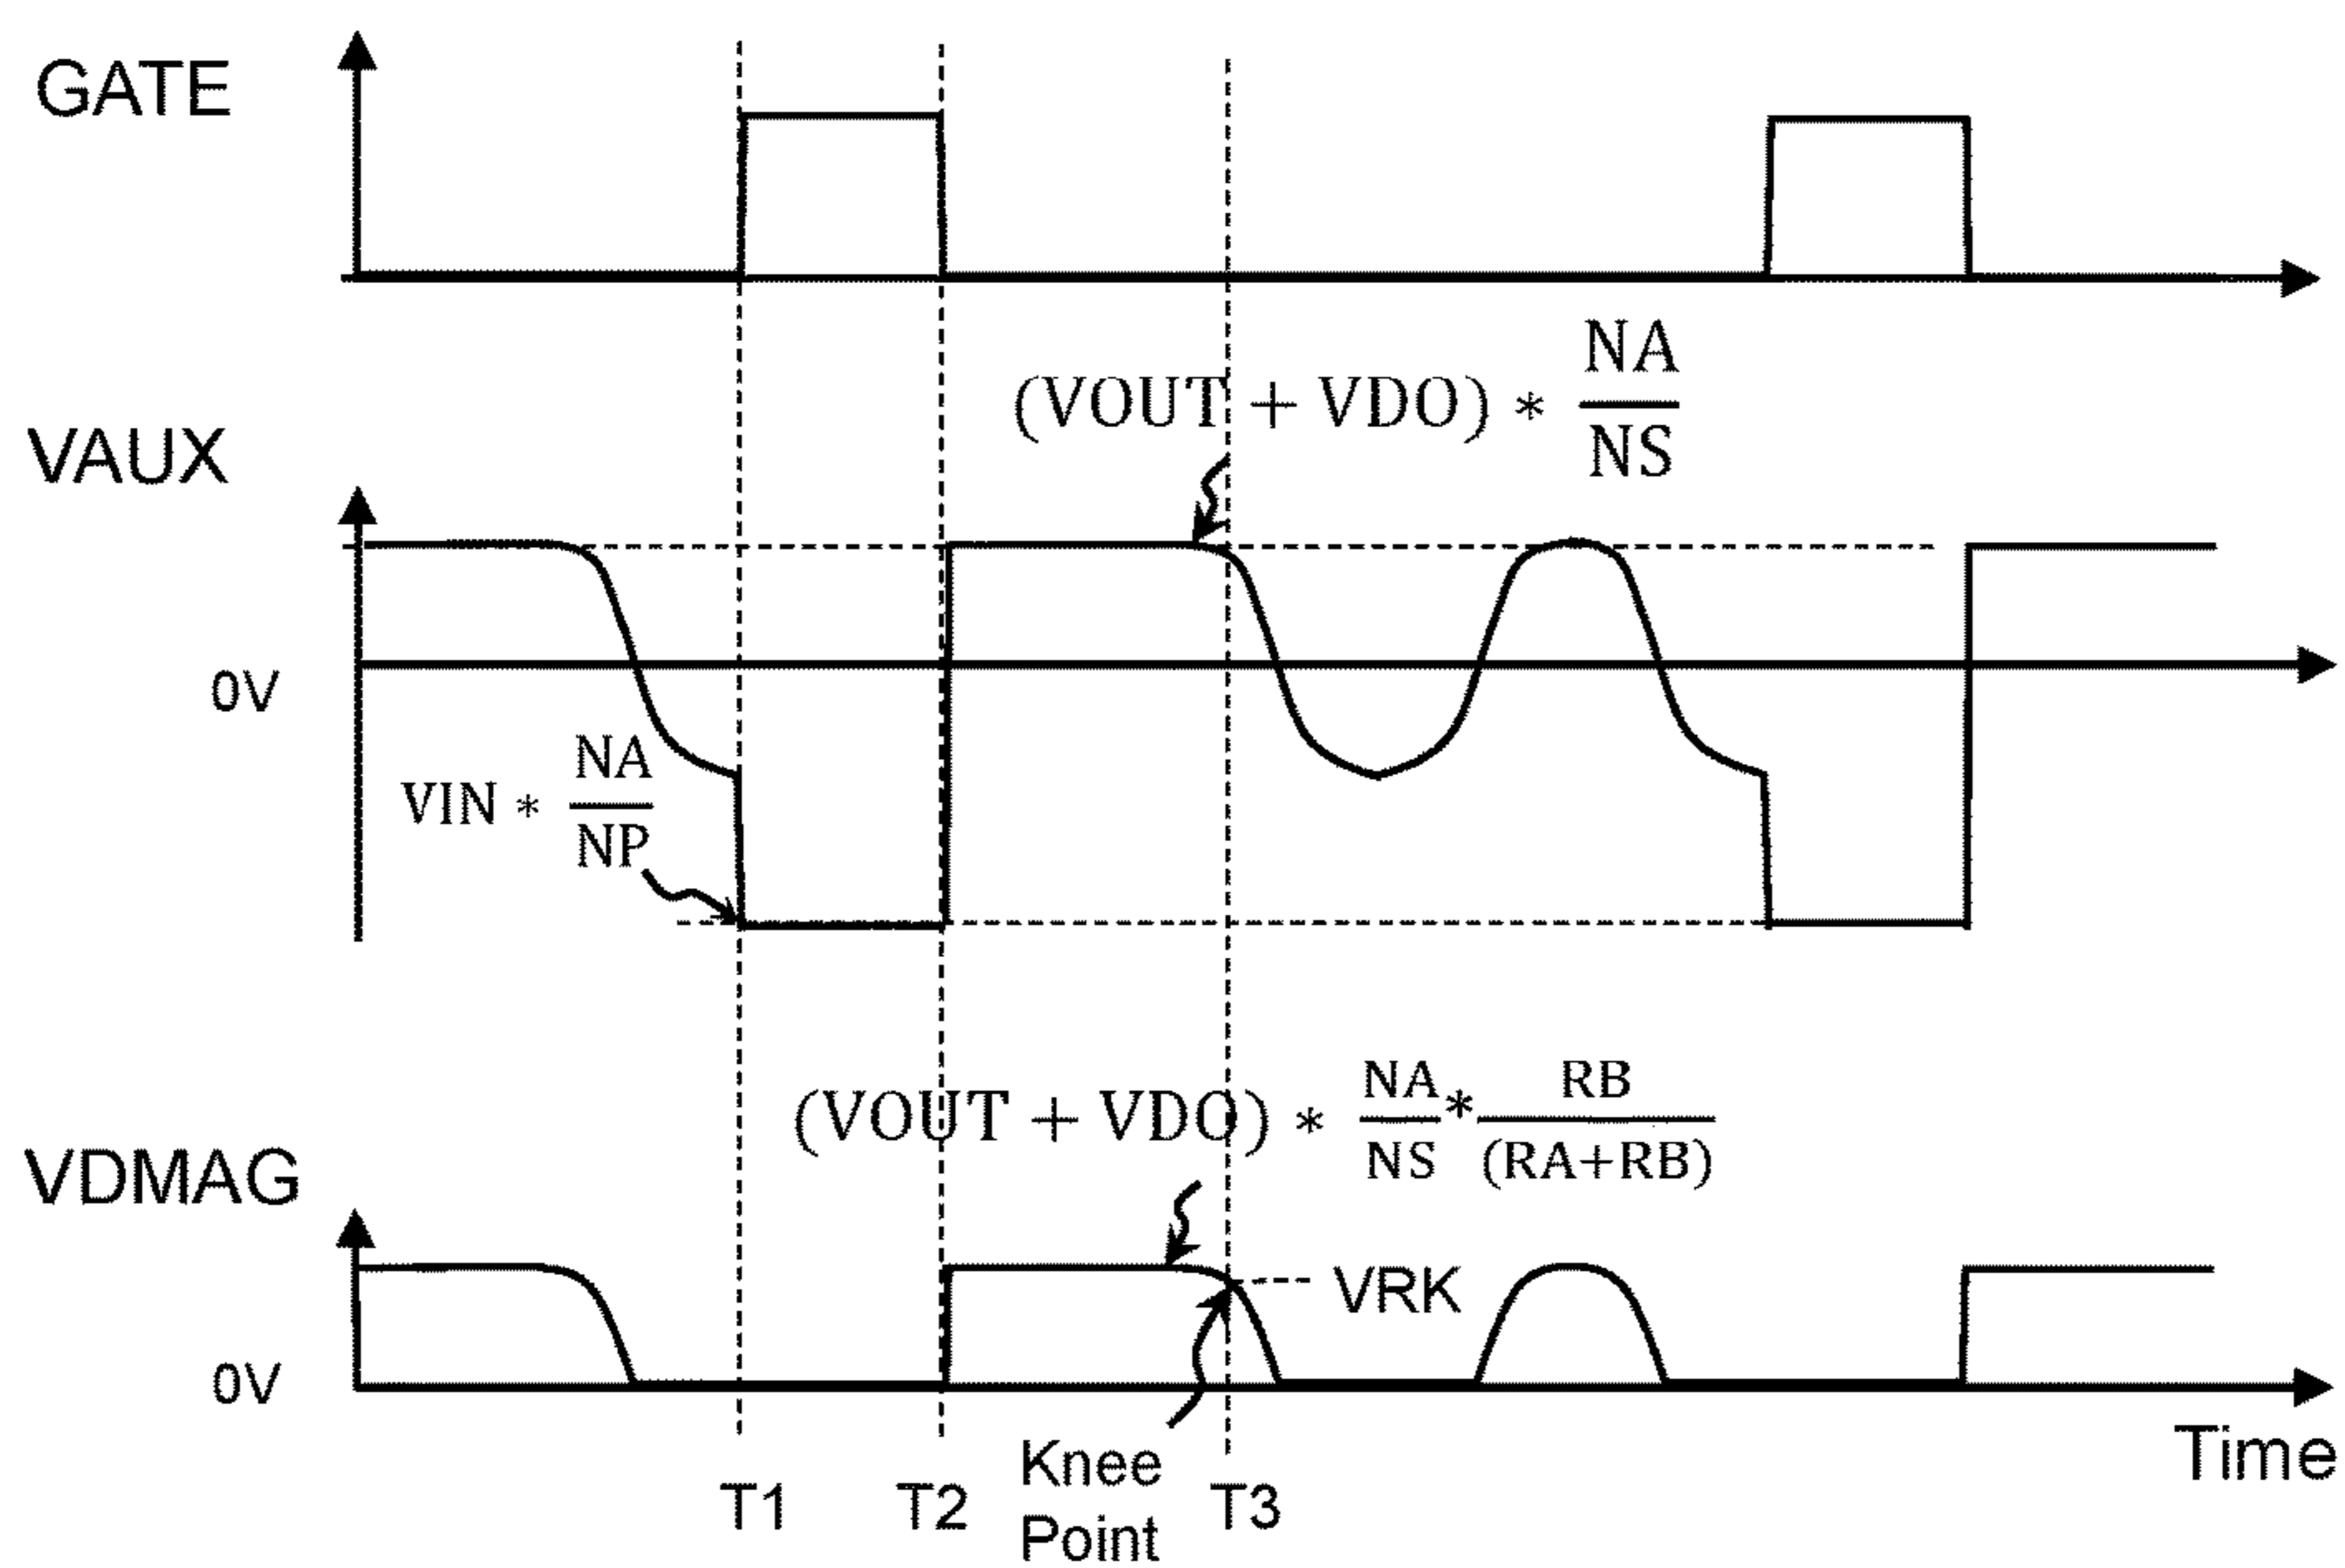 GATE
(VOUT + VDO) * NA/NS
VAUX
0V
VIN * NA/NP
(VOUT + VDO) * NA/NS * RB/(RA+RB)
VDMAG
VRK
0V
Time
Knee
Point
T1 T2 T3